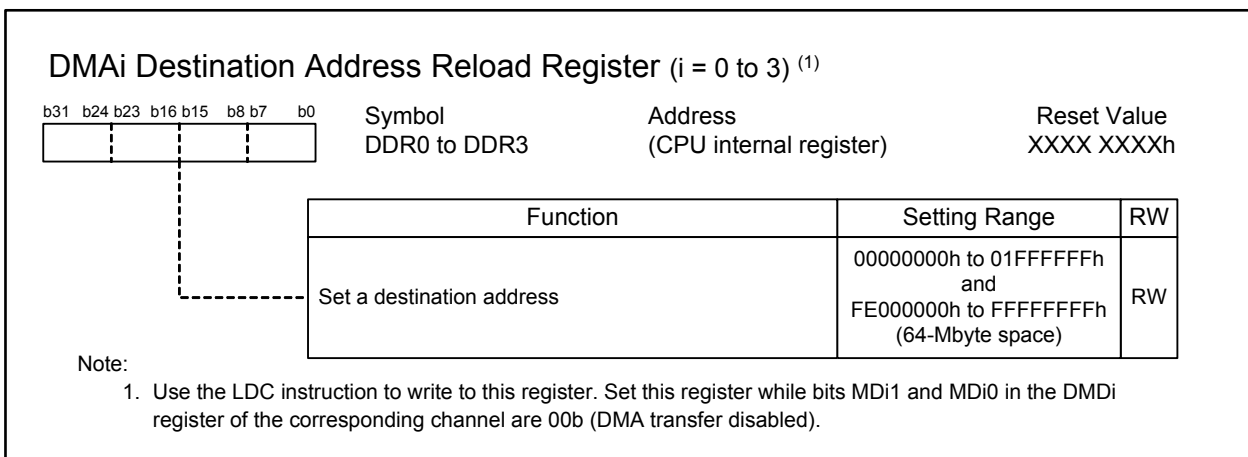 DMAi Destination Address Reload Register (i = 0 to 3) (1)
b31 b24 b23 b16 b15 b8 b7 b0
Symbol Address Reset Value
DDR0 to DDR3 (CPU internal register) XXXX XXXXh
Function Setting Range RW
Set a destination address
00000000h to 01FFFFFFh
and
FE000000h to FFFFFFFFh
(64-Mbyte space)
RW
Note:
1. Use the LDC instruction to write to this register. Set this register while bits MDi1 and MDi0 in the DMDi
register of the corresponding channel are 00b (DMA transfer disabled).